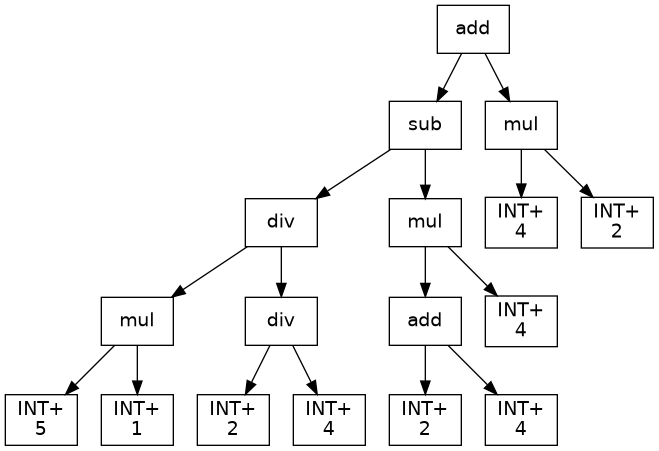 add
sub
mul
div
mul
INT+
4
INT+
2
mul
div
add
INT+
4
INT+
5
INT+
1
INT+
2
INT+
4
INT+
2
INT+
4